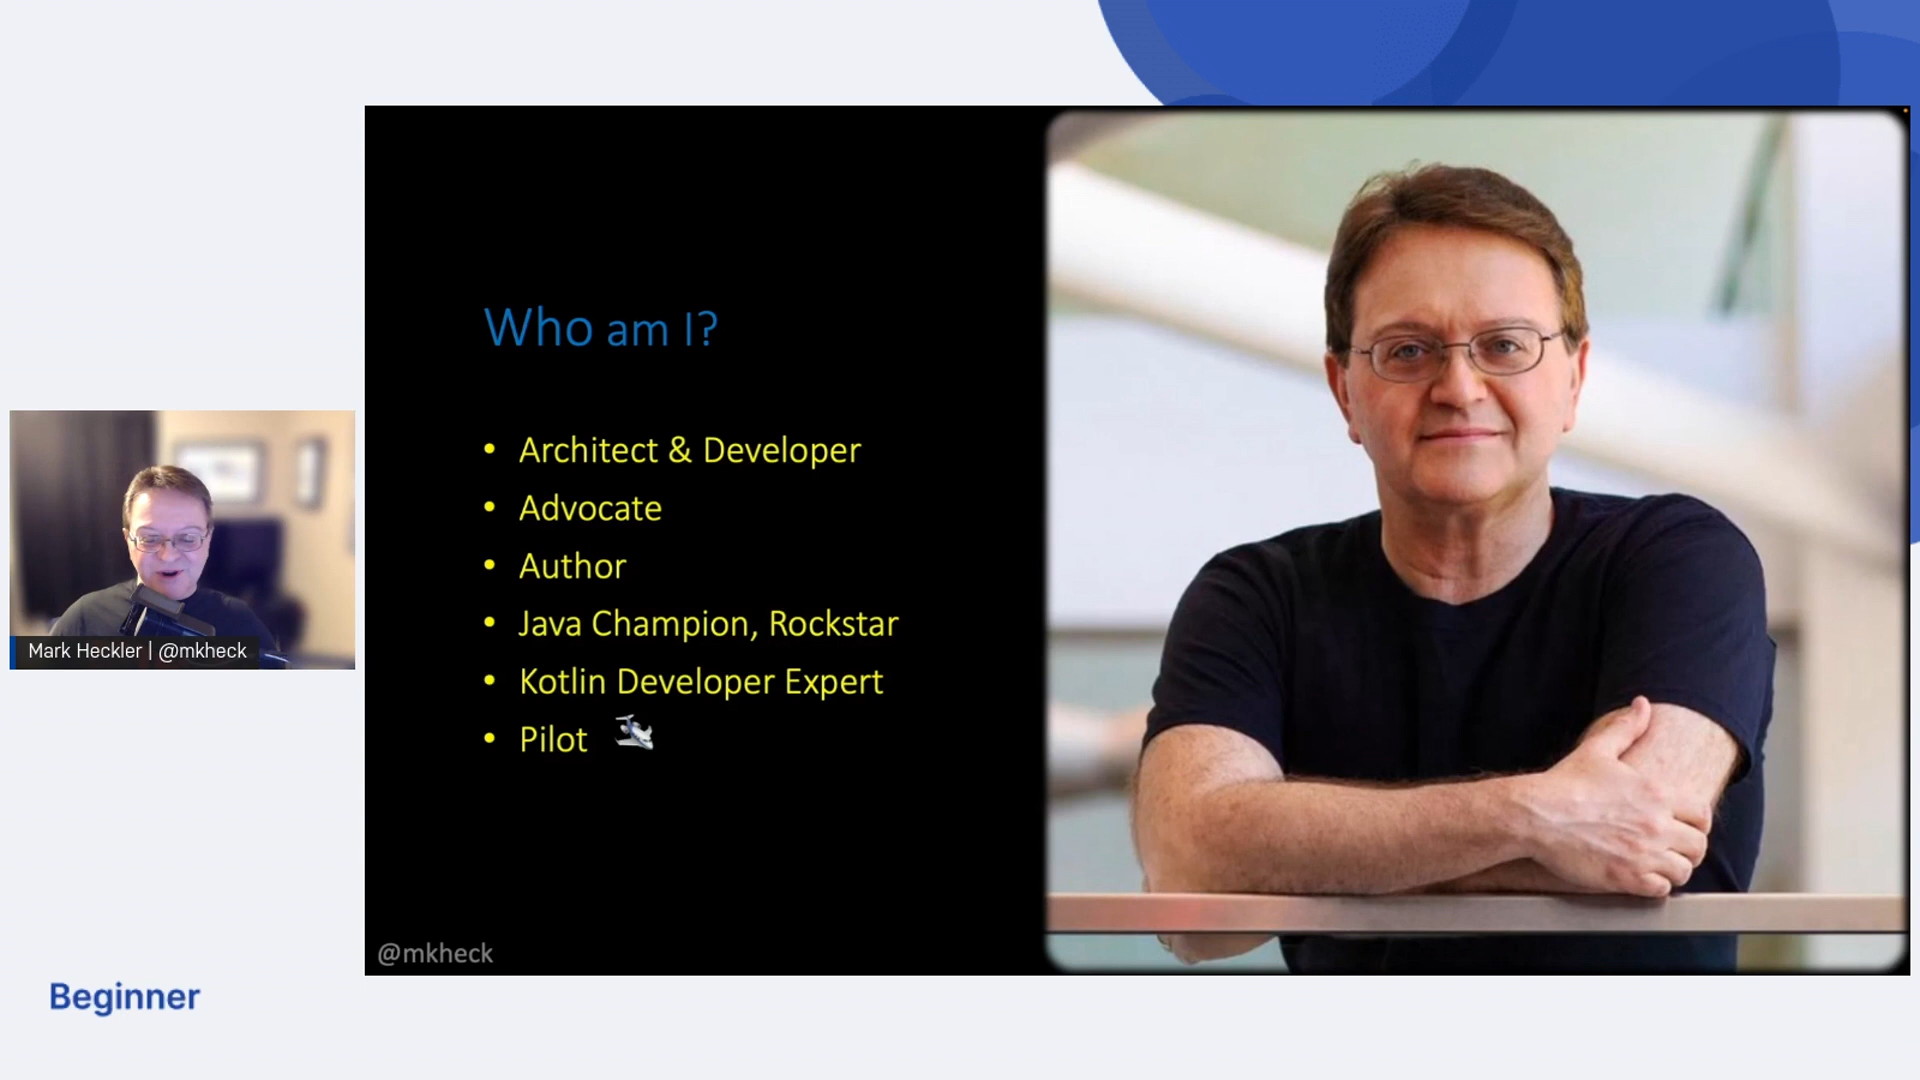 Who am I?
• Architect & Developer
• Advocate
• Author
• Java Champion, Rockstar
• Kotlin Developer Expert
• Pilot
Mark Heckler | @mkheck
@mkheck
Beginner